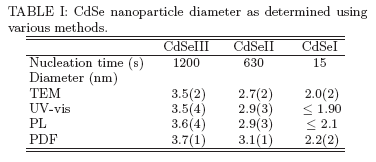 TABLE I: CdSe nanoparticle diameter as determined using
various methods.
CdSeIII CdSeII CdSeI
Nucleation time (s) 1200 630 15
Diameter (nm)
TEM 3.5(2) 2.7(2) 2.0(2)
UV-vis 3.5(4) 2.9(3) ≤ 1.90
PL 3.6(4) 2.9(3) ≤ 2.1
PDF 3.7(1) 3.1(1) 2.2(2)